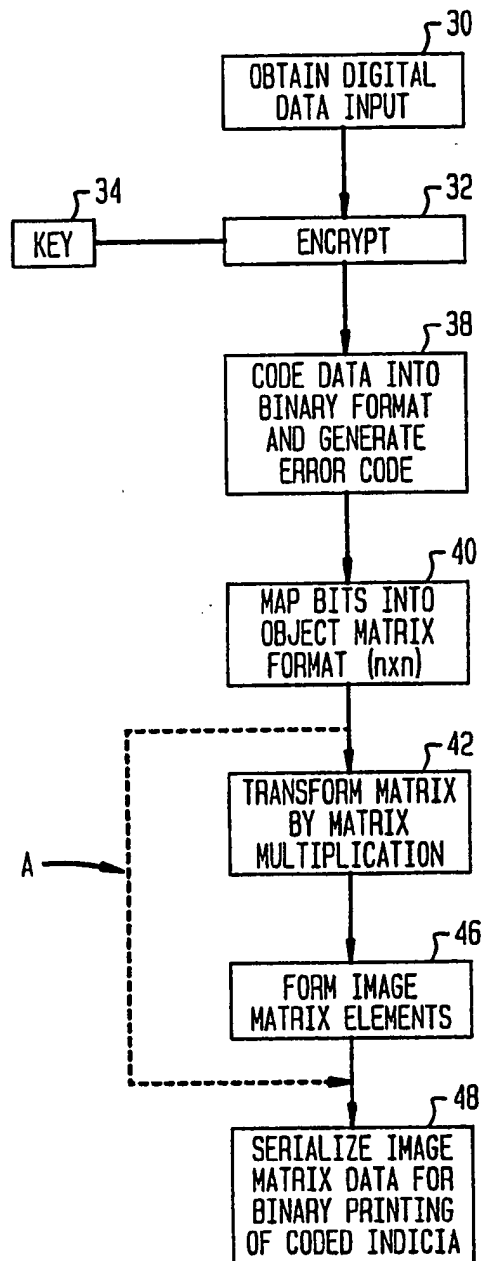 30
OBTAIN DIGITAL
DATA INPUT
34
32
KEY
ENCRYPT
38
CODE DATA INTO
BINARY FORMAT
AND GENERATE
ERROR CODE
40
MAP BITS INTO
OBJECT MATRIX
FORMAT (nxn)
42
TRANSFORM MATRIX
BY MATRIX
MULTIPLICATION
A
46
FORM IMAGE
MATRIX ELEMENTS
48
SERIALIZE IMAGE
MATRIX DATA FOR
BINARY PRINTING
OF CODED INDICIA